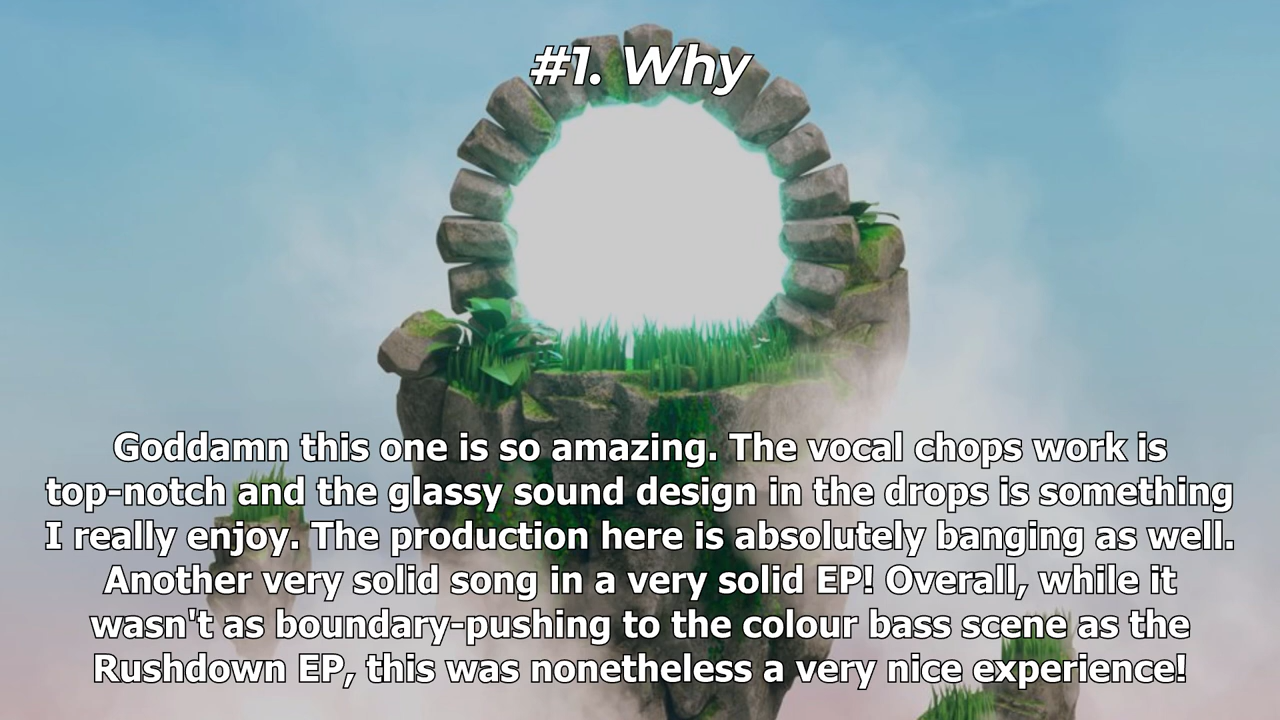 #1. Why
Goddamn this one is so amazing. The vocal chops work is
top-notch and the glassy sound design in the drops is something
I really enjoy. The production here is absolutely banging as well.
Another very solid song in a very solid EP! Overall, while it
wasn't as boundary-pushing to the colour bass scene as the
Rushdown EP, this was nonetheless a very nice experience!